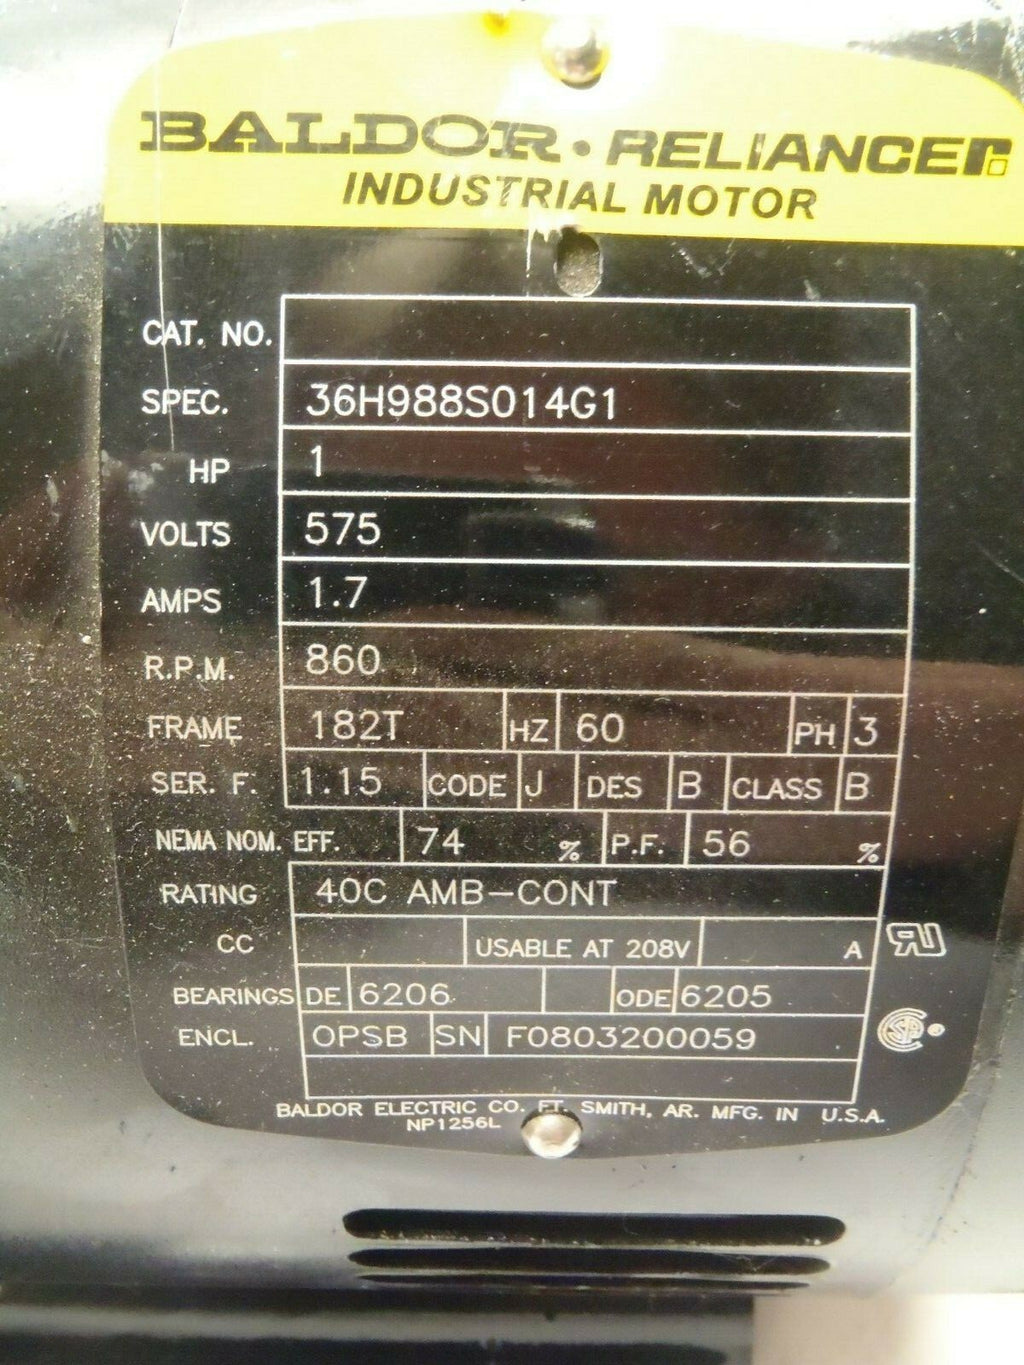 BALDOR • RELIANCER
INDUSTRIAL MOTOR
CAT. NO.
SPEC. 36H988S014G1
HP 1
VOLTS 575
AMPS 1.7
R.P.M. 860
FRAME 182T HZ 60 PH 3
SER. F. 1.15 CODE J DES B CLASS B
NEMA NOM. EFF. 74 % P.F. 56 %
RATING 40C AMB-CONT
CC USABLE AT 208V A
BEARINGS DE 6206 ODE 6205
ENCL. OPSB SN F0803200059
BALDOR ELECTRIC CO. FT. SMITH, AR. MFG. IN U.S.A.
NP1256L